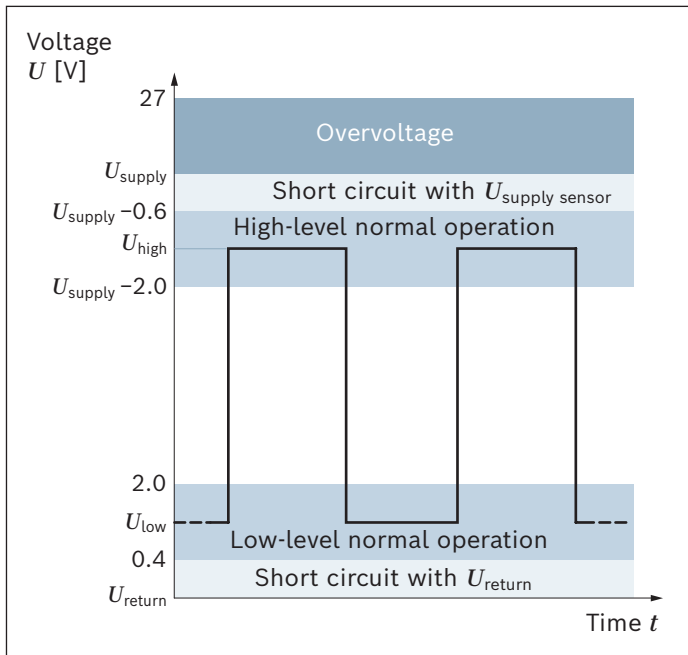 Voltage
U [V]
27
Overvoltage
Usupply
Short circuit with Usupply sensor
Usupply –0.6
High-level normal operation
Uhigh
Usupply –2.0
2.0
Ulow
Low-level normal operation
0.4
Short circuit with Ureturn
Ureturn
Time t